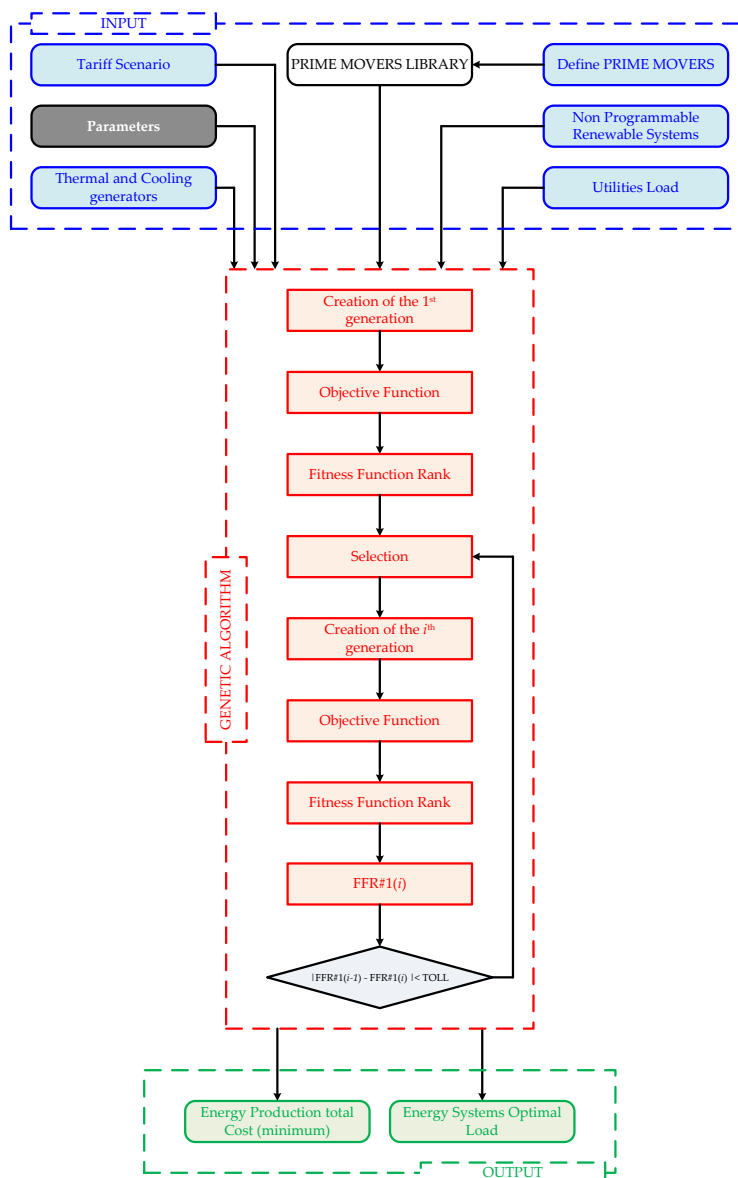 INPUT
Tariff Scenario
PRIME MOVERS LIBRARY
Define PRIME MOVERS
Parameters
Non Programmable
Renewable Systems
Thermal and Cooling
generators
Utilities Load
Creation of the 1st
generation
Objective Function
Fitness Function Rank
Selection
GENETIC ALGORITHM
Creation of the ith
generation
Objective Function
Fitness Function Rank
FFR#1(i)
|FFR#1(i-1) - FFR#1(i) |< TOLL
Energy Production total
Cost (minimum)
Energy Systems Optimal
Load
OUTPUT